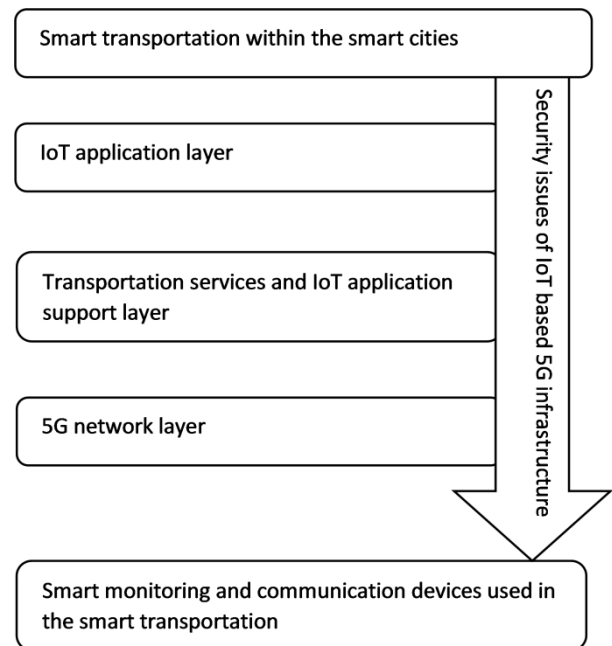 Smart transportation within the smart cities
IoT application layer
Transportation services and IoT application
support layer
5G network layer
Smart monitoring and communication devices used in
the smart transportation
Security issues of IoT based 5G infrastructure